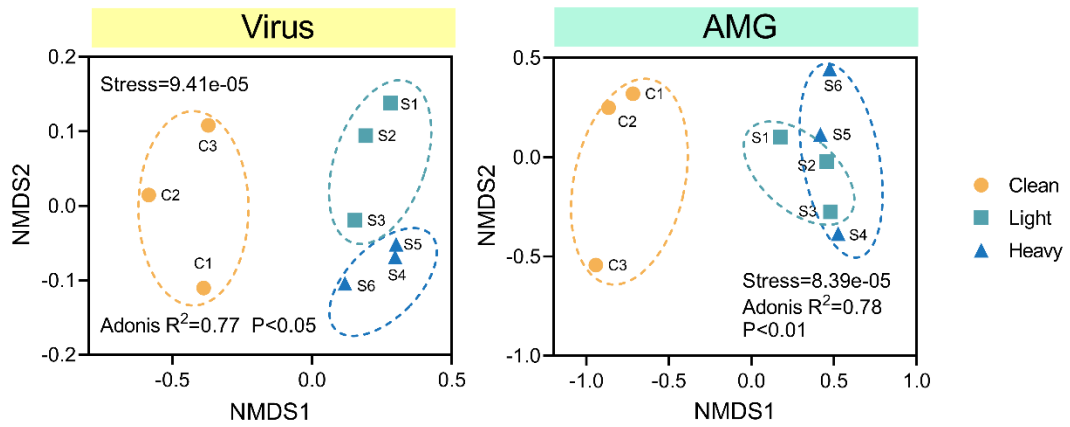 Virus
Stress=9.41e-05
S1
S2
C3
C2
S3
S5
S4
C1
S6
Adonis R²=0.77 P<0.05
0.2
0.1
0.0
-0.1
-0.2
-0.5
0.0
0.5
NMDS1
NMDS2
AMG
S6
C1
C2
S5
S1
S2
S3
S4
C3
Stress=8.39e-05
Adonis R²=0.78
P<0.01
0.5
0.0
-0.5
-1.0
-1.0
-0.5
0.0
0.5
1.0
NMDS1
NMDS2
Clean
Light
Heavy